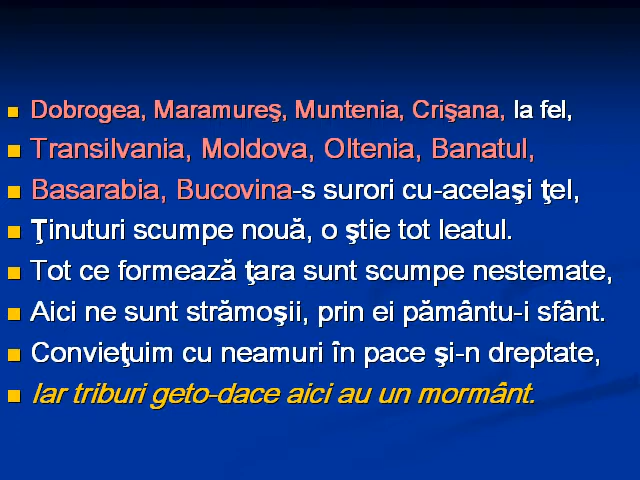 Dobrogea, Maramureş, Muntenia, Crişana, la fel,
Transilvania, Moldova, Oltenia, Banatul,
Basarabia, Bucovina-s surori cu-acelaşi ţel,
Ţinuturi scumpe nouă, o ştie tot leatul.
Tot ce formează ţara sunt scumpe nestemate,
Aici ne sunt strămoşii, prin ei pământu-i sfânt.
Convieţuim cu neamuri în pace şi-n dreptate,
Iar triburi geto-dace aici au un mormânt.